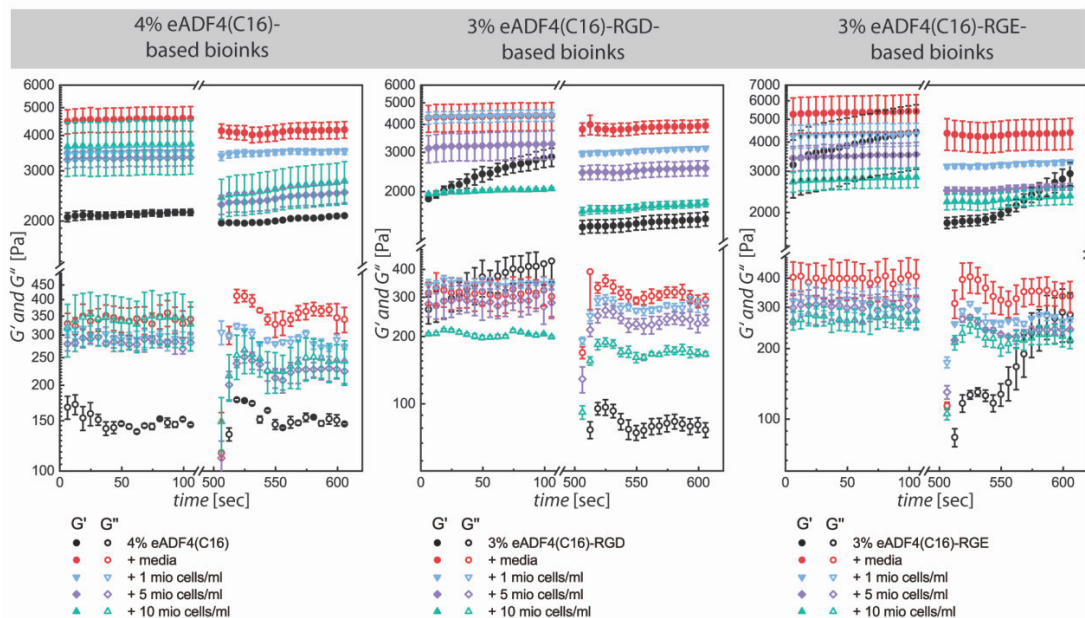 4% eADF4(C16)-
based bioinks
3% eADF4(C16)-RGD-
based bioinks
3% eADF4(C16)-RGE-
based bioinks
G' and G'' [Pa]
6000
5000
4000
3000
2000
450
400
350
300
250
200
150
100
0 50 100 500 550 600
time [sec]
G' and G'' [Pa]
6000
5000
4000
3000
2000
400
300
200
100
0 50 100 500 550 600
time [sec]
G' and G'' [Pa]
7000
6000
5000
4000
3000
2000
400
300
200
100
0 50 100 500 550 600
time [sec]
G' G''
4% eADF4(C16)
+ media
+ 1 mio cells/ml
+ 5 mio cells/ml
+ 10 mio cells/ml
G' G''
3% eADF4(C16)-RGD
+ media
+ 1 mio cells/ml
+ 5 mio cells/ml
+ 10 mio cells/ml
G' G''
3% eADF4(C16)-RGE
+ media
+ 1 mio cells/ml
+ 5 mio cells/ml
+ 10 mio cells/ml